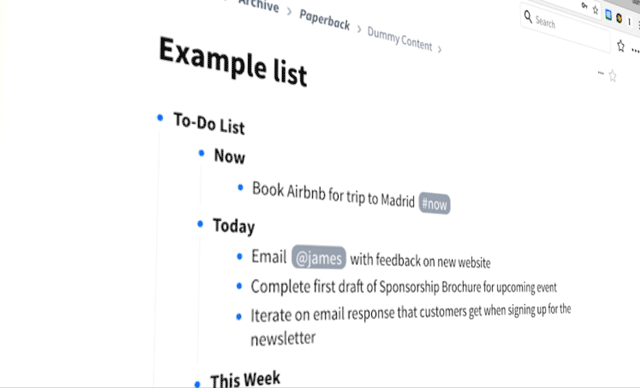 Archive > Paperback > Dummy Content >
Search
Example list
To-Do List
Now
Book Airbnb for trip to Madrid #now
Today
Email @james with feedback on new website
Complete first draft of Sponsorship Brochure for upcoming event
Iterate on email response that customers get when signing up for the
newsletter
This Week